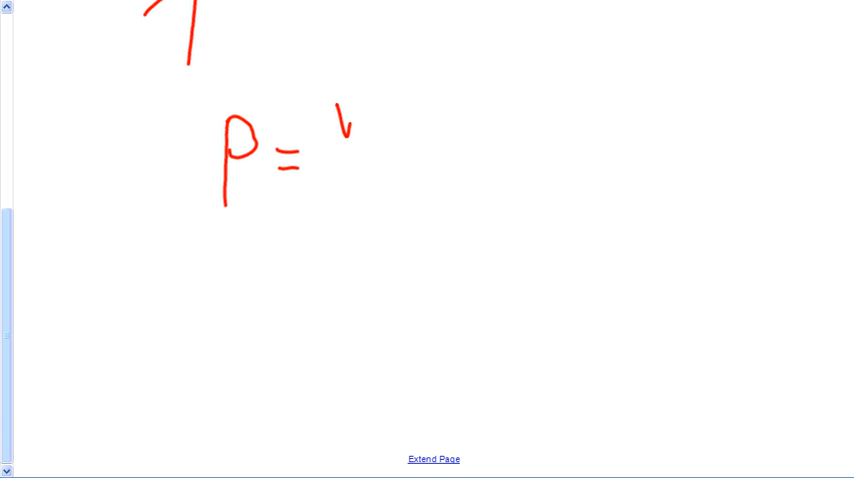 P =
Extend Page